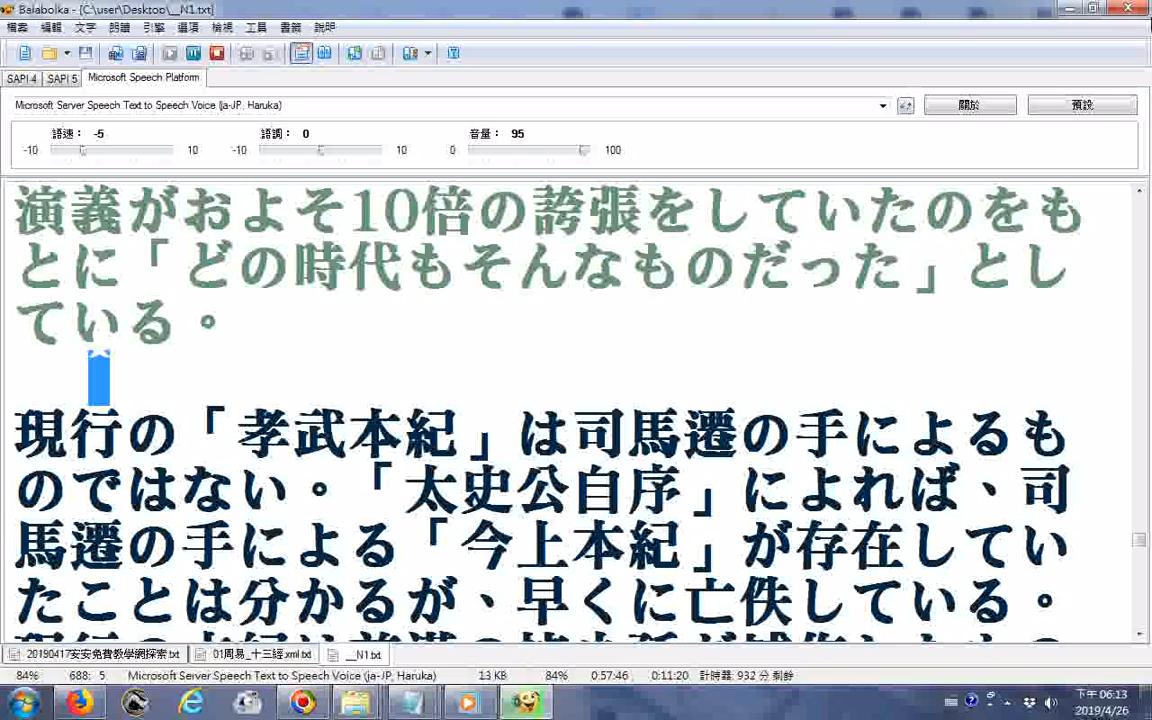 Balabolka - [C:\user\Desktop\__N1.txt]
檔案 編輯 文字 朗讀 引擎 選項 檢視 工具 書籤 說明
SAPI 4 SAPI 5 Microsoft Speech Platform
Microsoft Server Speech Text to Speech Voice (ja-JP, Haruka) 關於 預設
語速： -5 語調： 0 音量： 95
-10 10 -10 10 0 100
演義がおよそ10倍の誇張をしていたのをも
とに「どの時代もそんなものだった」とし
ている。
現行の「孝武本紀」は司馬遷の手によるも
のではない。「太史公自序」によれば、司
馬遷の手による「今上本紀」が存在してい
たことは分かるが、早くに亡佚している。
20190417安安免費教學網探索.txt 01周易_十三經.xml.txt __N1.txt
84% 688: 5 Microsoft Server Speech Text to Speech Voice (ja-JP, Haruka) 13 KB 84% 0:57:46 0:11:20 計時器: 932 分 剩餘
下午 06:13
2019/4/26